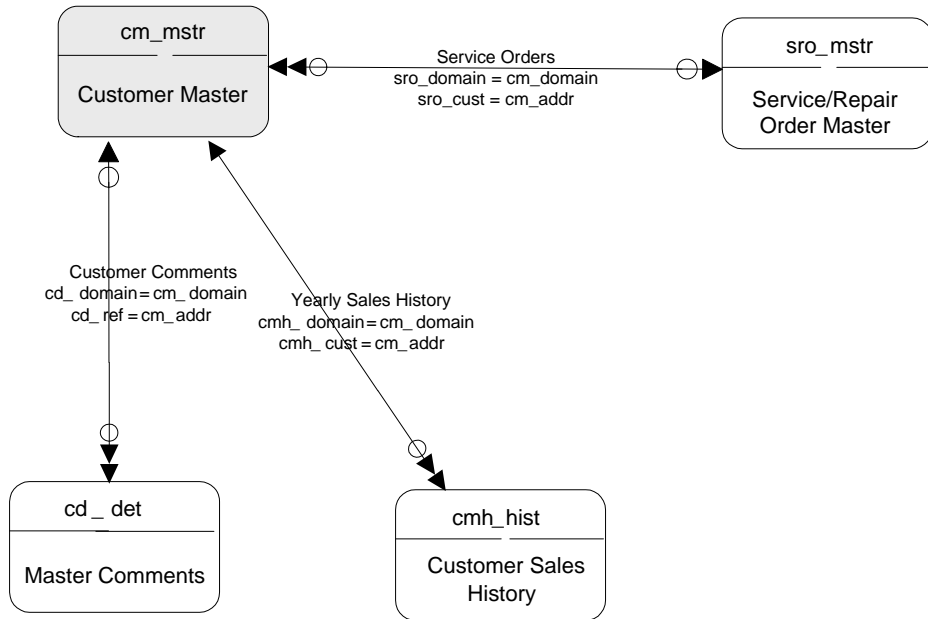 cm_mstr
Customer Master
Service Orders
sro_domain = cm_domain
sro_cust = cm_addr
sro_mstr
Service/Repair
Order Master
Customer Comments
cd_ domain = cm_ domain
cd_ ref = cm_addr
Yearly Sales History
cmh_ domain = cm_ domain
cmh_ cust = cm_addr
cd _ det
Master Comments
cmh_hist
Customer Sales
History